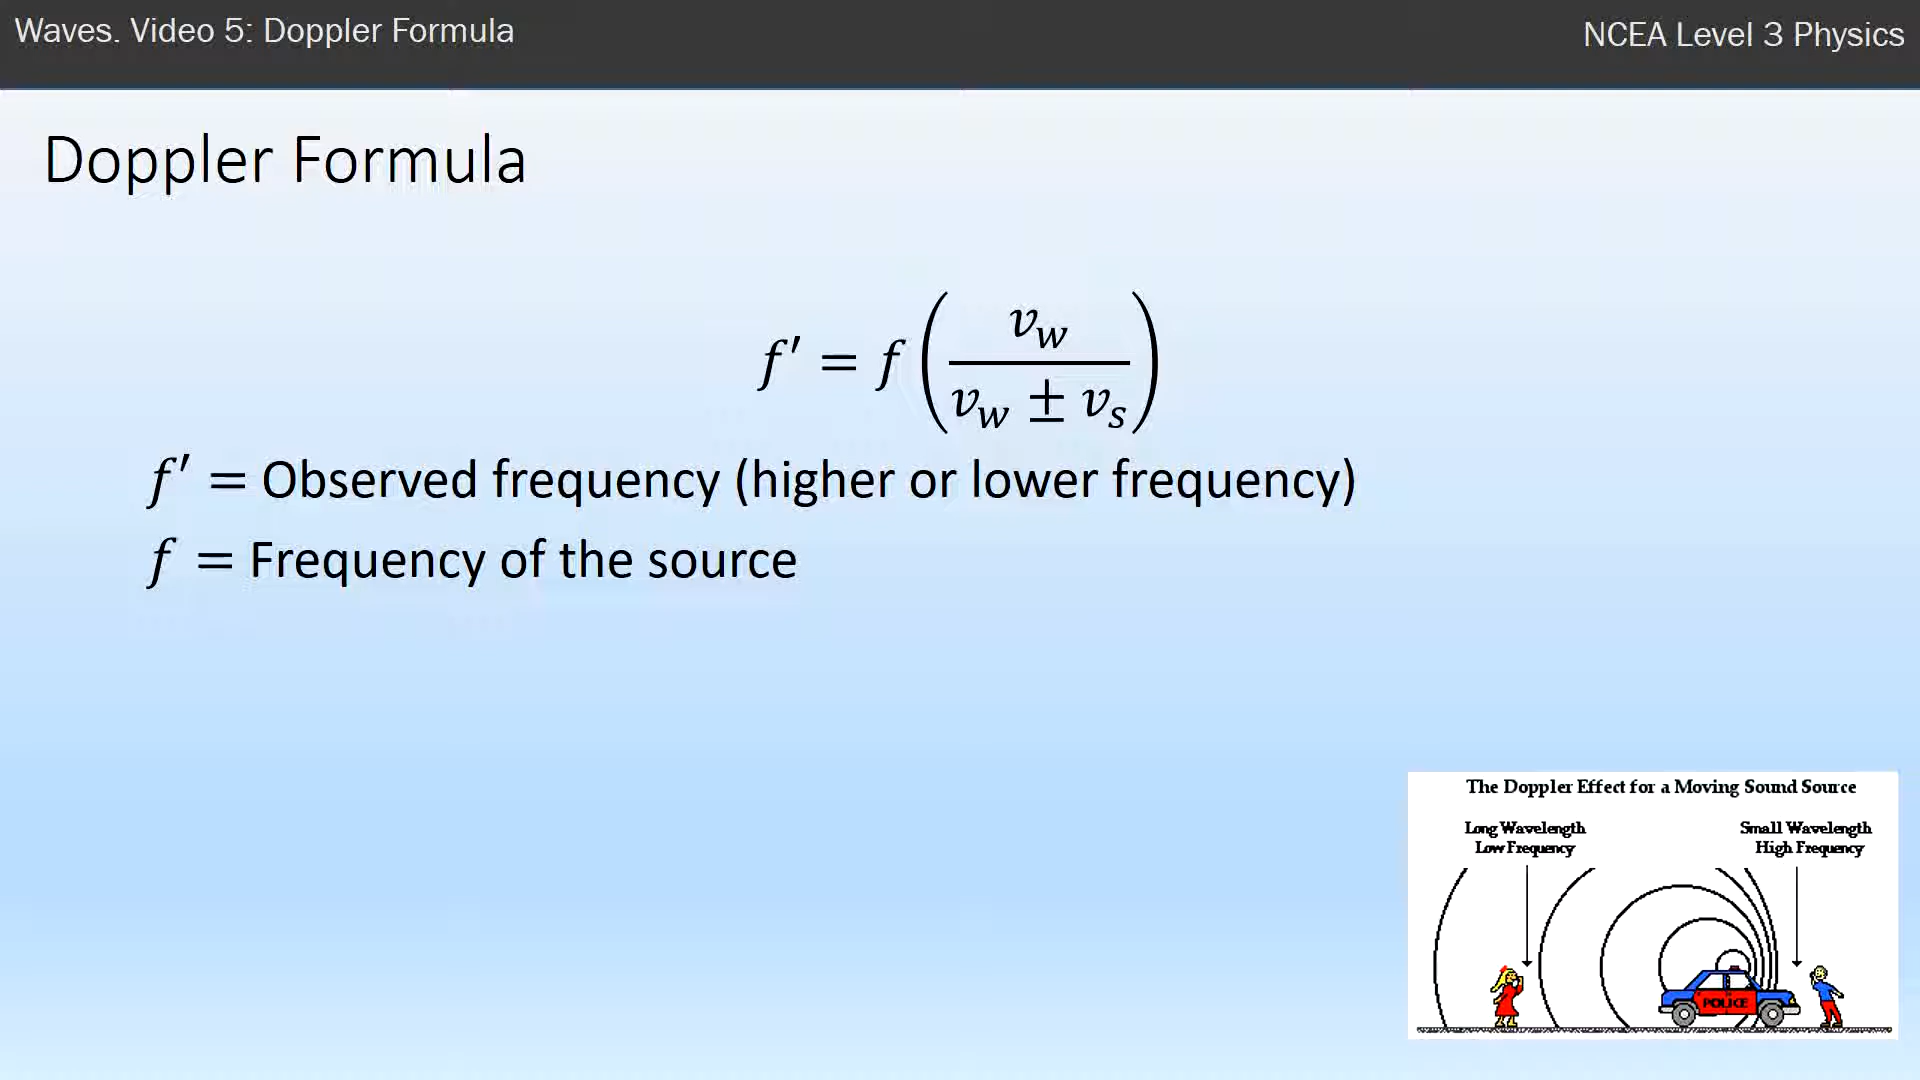 Waves. Video 5: Doppler Formula
NCEA Level 3 Physics
Doppler Formula
f′ = f(v_w / (v_w ± v_s))
f′ = Observed frequency (higher or lower frequency)
f = Frequency of the source
The Doppler Effect for a Moving Sound Source
Long Wavelength
Low Frequency
Small Wavelength
High Frequency
POLICE